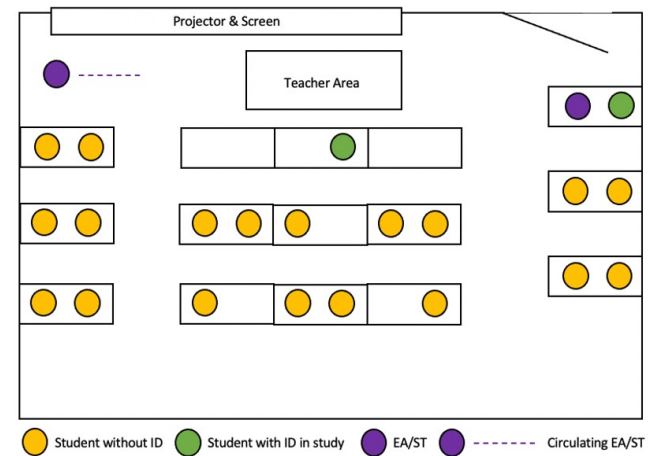 Projector & Screen
Teacher Area
Student without ID
Student with ID in study
EA/ST
Circulating EA/ST